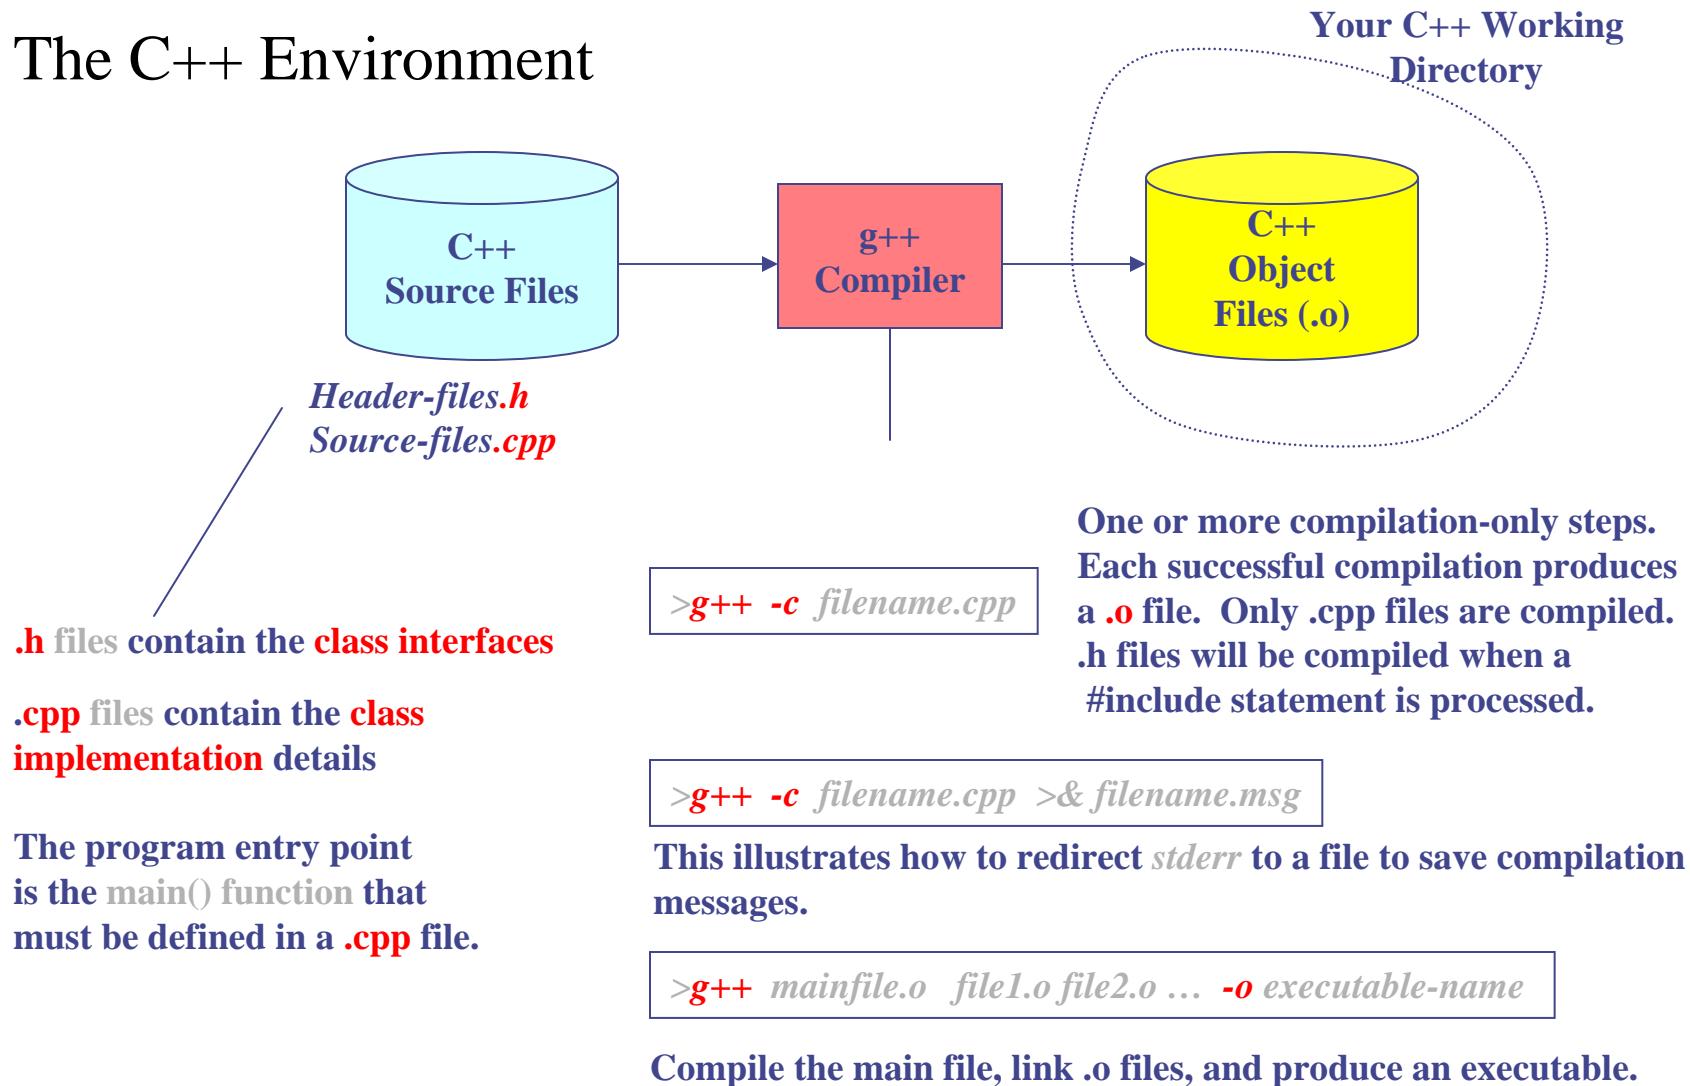 The C++ Environment
Your C++ Working
Directory
C++
Source Files
g++
Compiler
C++
Object
Files (.o)
Header-files.h
Source-files.cpp
.h files contain the class interfaces
.cpp files contain the class
implementation details
The program entry point
is the main() function that
must be defined in a .cpp file.
>g++ -c filename.cpp
One or more compilation-only steps.
Each successful compilation produces
a .o file. Only .cpp files are compiled.
.h files will be compiled when a
#include statement is processed.
>g++ -c filename.cpp >& filename.msg
This illustrates how to redirect stderr to a file to save compilation
messages.
>g++ mainfile.o file1.o file2.o … -o executable-name
Compile the main file, link .o files, and produce an executable.